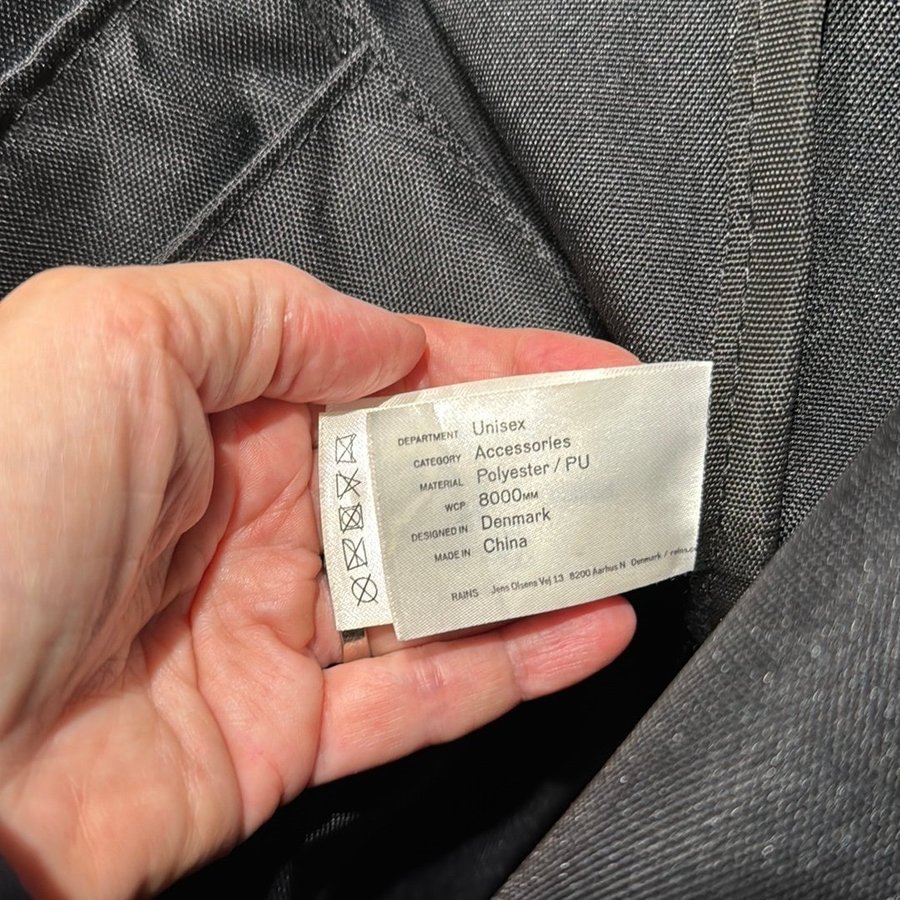 DEPARTMENT Unisex
CATEGORY Accessories
MATERIAL Polyester / PU
WCP 8000MM
DESIGNED IN Denmark
MADE IN China
RAINS Jens Olsens Vej 13 8200 Aarhus N Denmark / rains.c